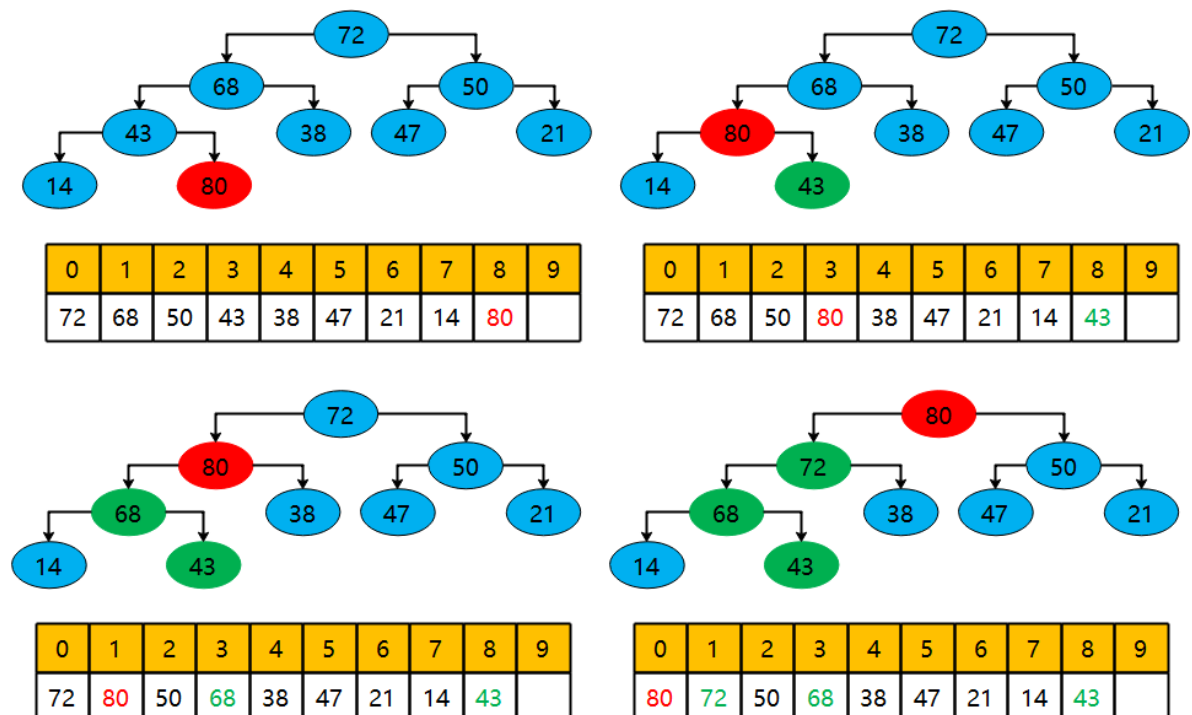 72
68 50
43 38 47 21
14 80
0 1 2 3 4 5 6 7 8 9
72 68 50 43 38 47 21 14 80
72
68 50
80 38 47 21
14 43
0 1 2 3 4 5 6 7 8 9
72 68 50 80 38 47 21 14 43
72
80 50
68 38 47 21
14 43
0 1 2 3 4 5 6 7 8 9
72 80 50 68 38 47 21 14 43
80
72 50
68 38 47 21
14 43
0 1 2 3 4 5 6 7 8 9
80 72 50 68 38 47 21 14 43